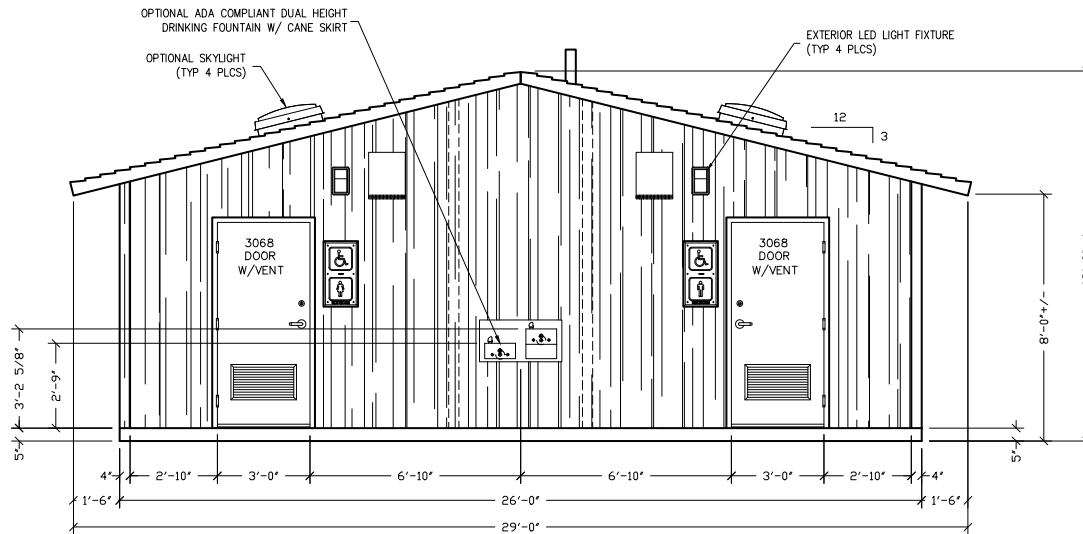 OPTIONAL ADA COMPLIANT DUAL HEIGHT
DRINKING FOUNTAIN W/ CANE SKIRT
OPTIONAL SKYLIGHT
(TYP 4 PLCS)
EXTERIOR LED LIGHT FIXTURE
(TYP 4 PLCS)
12
3
3068
DOOR
W/VENT
3068
DOOR
W/VENT
8'-0"+/-
3'-2 5/8"
2'-9"
5"
5"
4" 2'-10" 3'-0" 6'-10" 6'-10" 3'-0" 2'-10" 4"
1'-6" 26'-0" 1'-6"
29'-0"